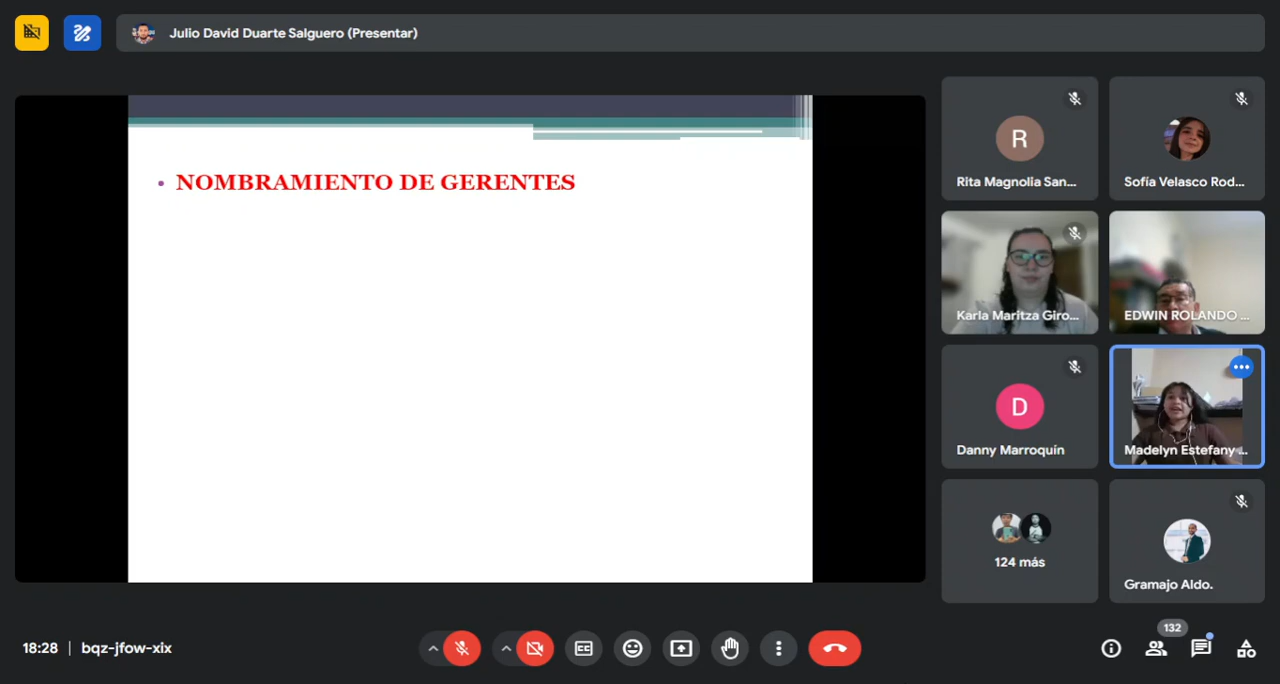 Julio David Duarte Salguero (Presentar)
• NOMBRAMIENTO DE GERENTES
R
Rita Magnolia San...
Sofía Velasco Rod...
Karla Maritza Giro...
EDWIN ROLANDO ...
D
Danny Marroquín
Madelyn Estefany ...
124 más
Gramajo Aldo.
18:28 | bqz-jfow-xix
CC
132